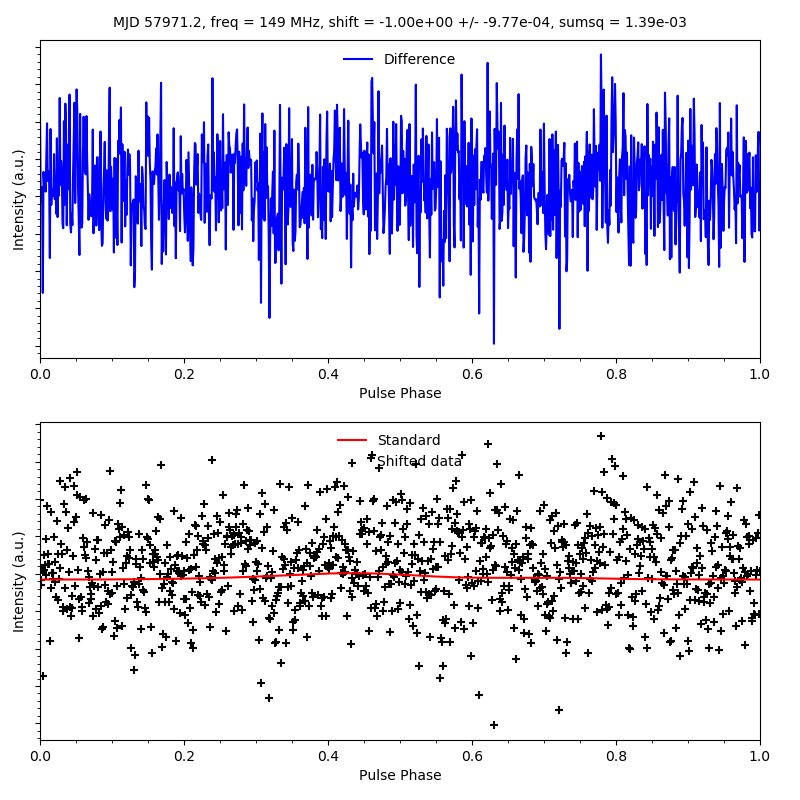 MJD 57971.2, freq = 149 MHz, shift = -1.00e+00 +/- -9.77e-04, sumsq = 1.39e-03
Difference
Intensity (a.u.)
0.0 0.2 0.4 0.6 0.8 1.0
Pulse Phase
Standard
Shifted data
Intensity (a.u.)
0.0 0.2 0.4 0.6 0.8 1.0
Pulse Phase